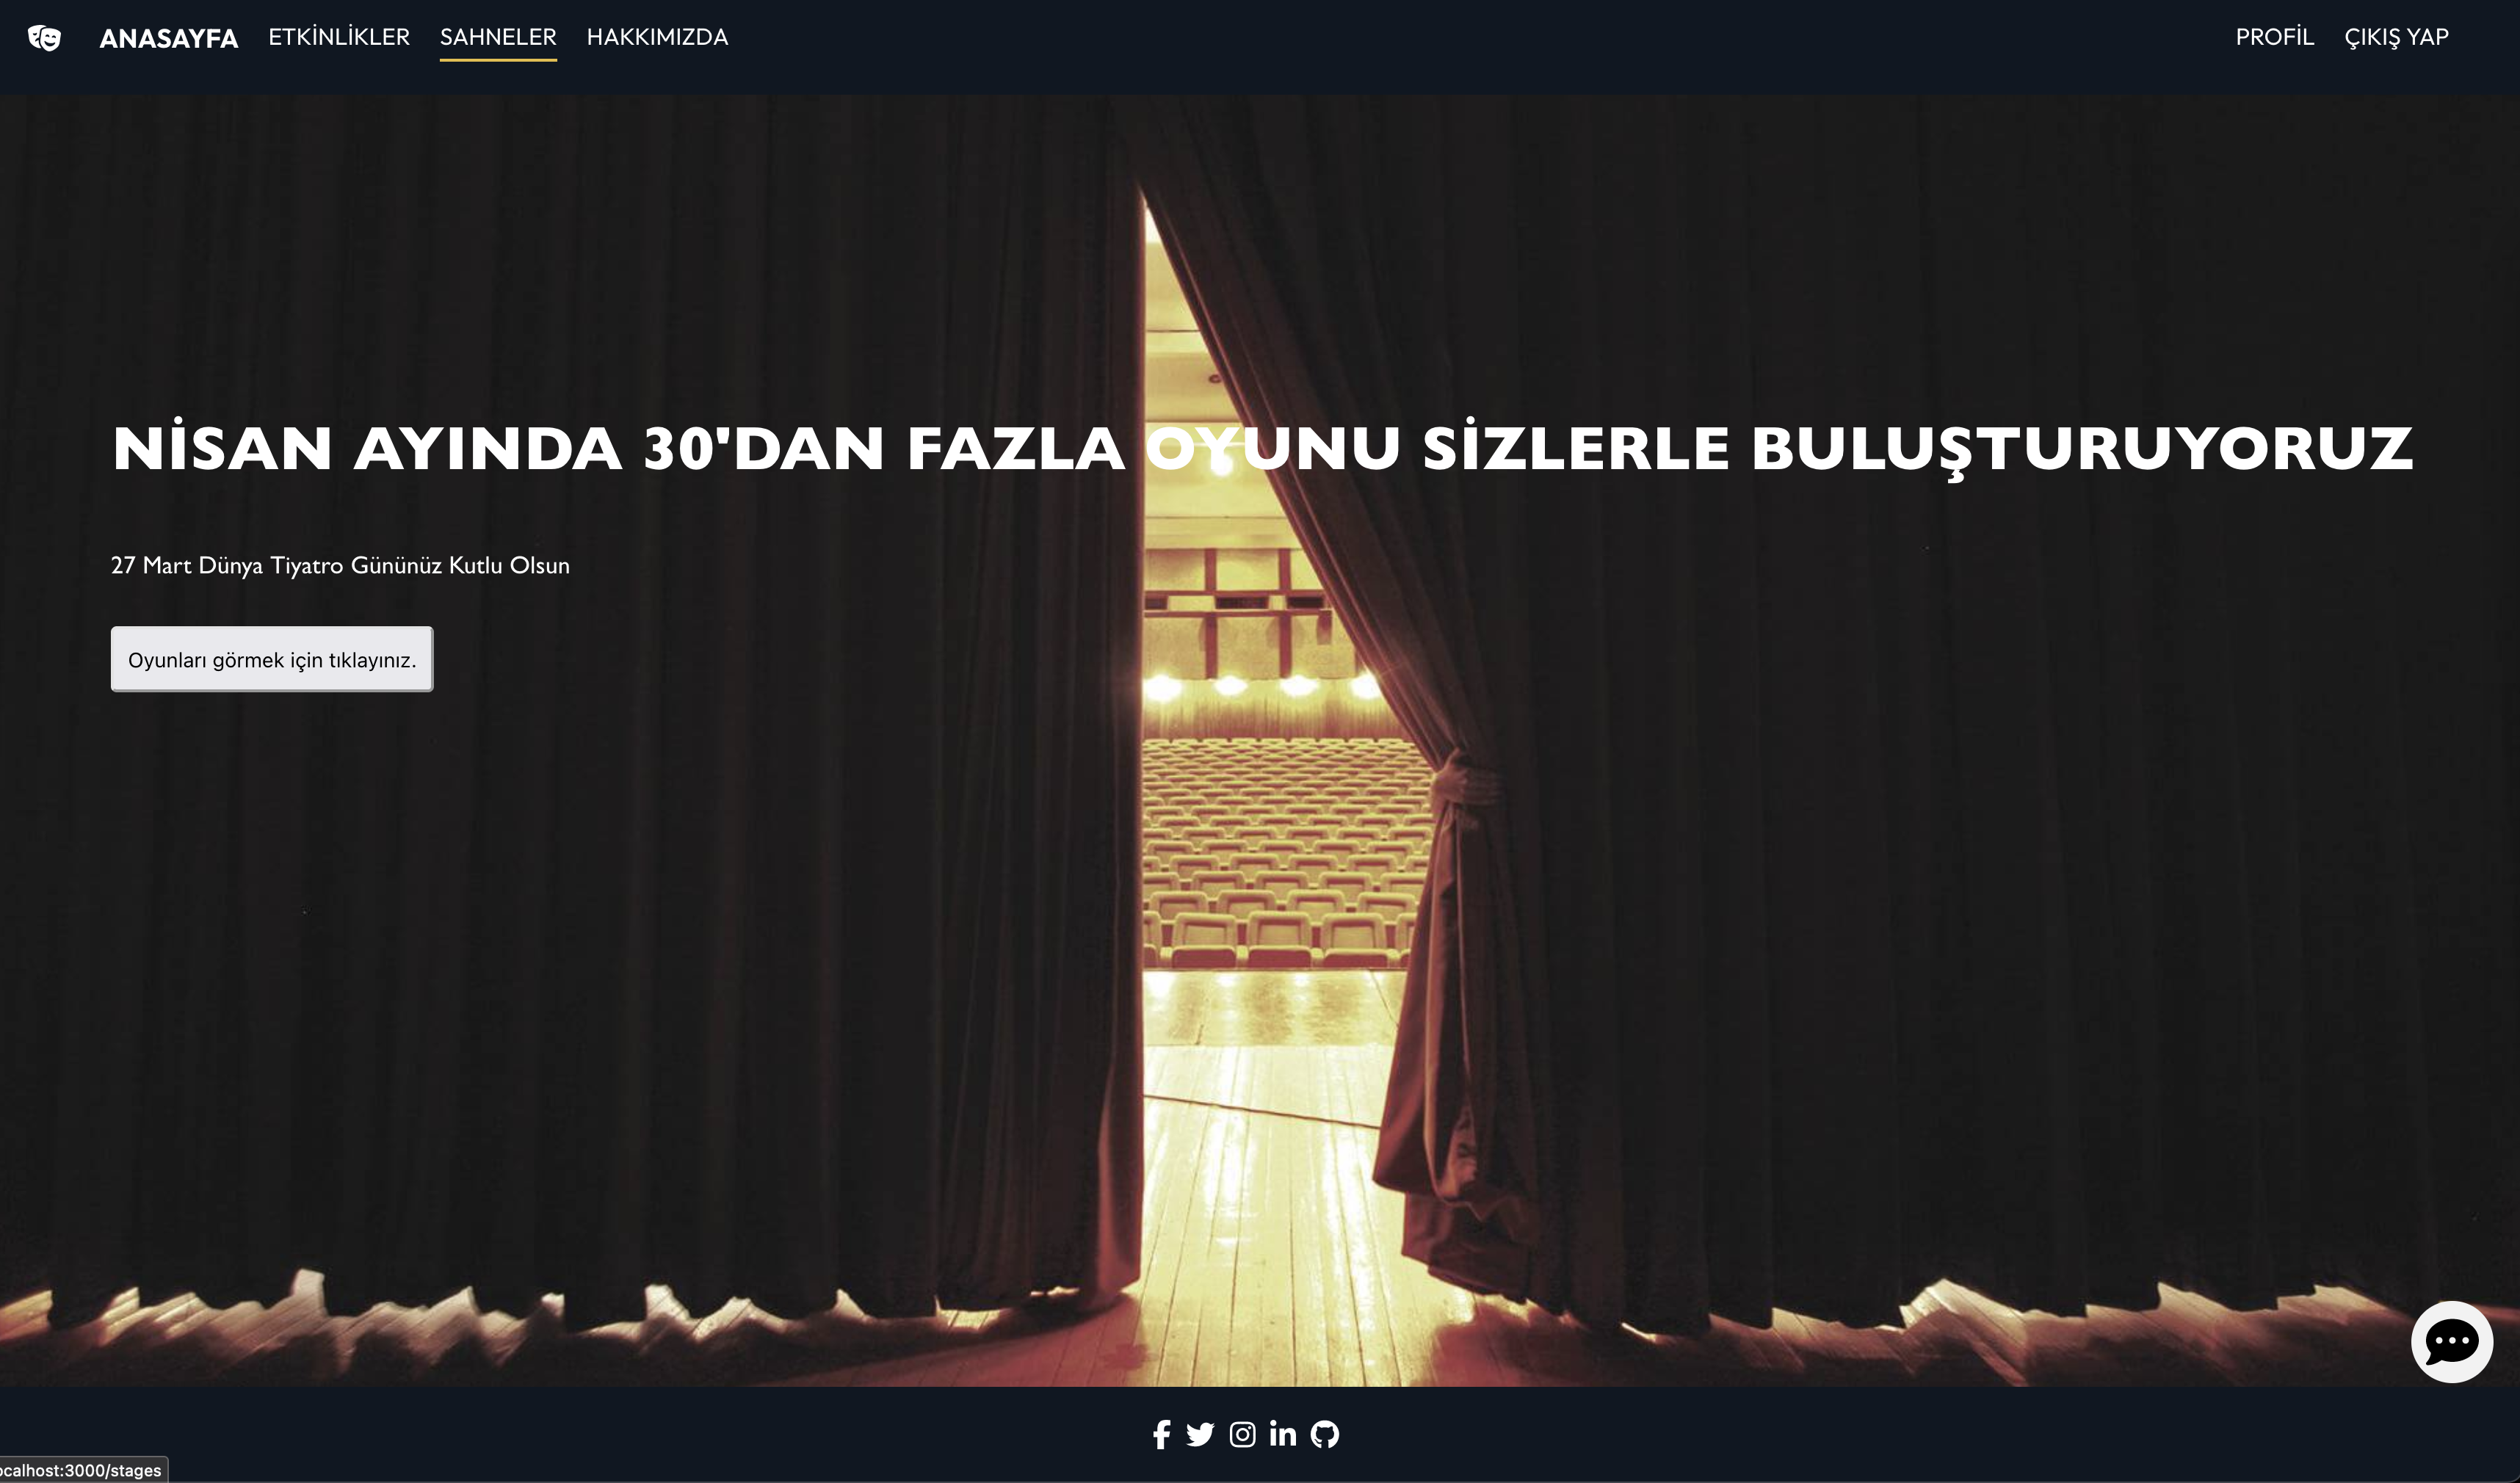 ANASAYFA ETKİNLİKLER SAHNELER HAKKIMIZDA PROFİL ÇIKIŞ YAP
NİSAN AYINDA 30'DAN FAZLA OYUNU SİZLERLE BULUŞTURUYORUZ
27 Mart Dünya Tiyatro Gününüz Kutlu Olsun
Oyunları görmek için tıklayınız.
ocalhost:3000/stages